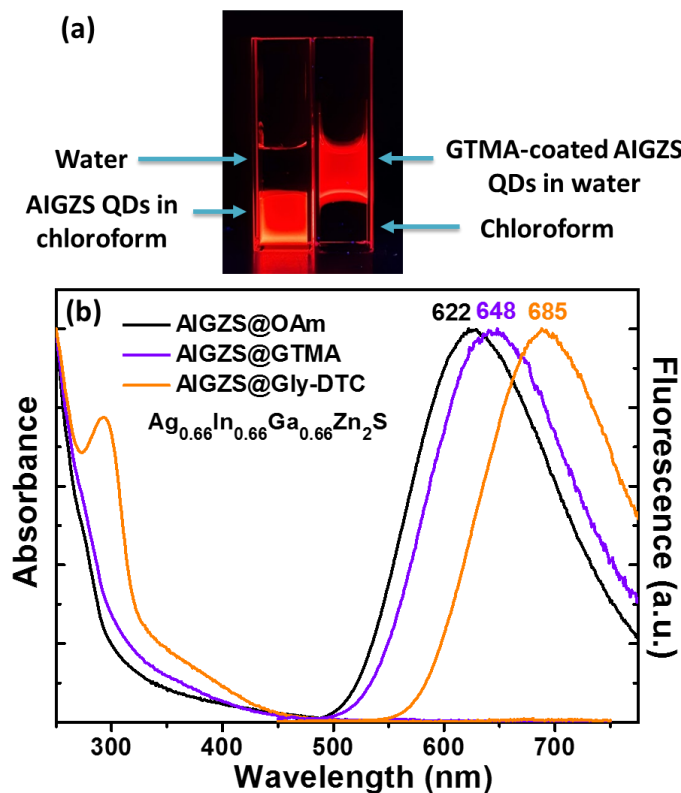 (a)
Water
AIGZS QDs in
chloroform
GTMA-coated AIGZS
QDs in water
Chloroform
(b)
AIGZS@OAm
AIGZS@GTMA
AIGZS@Gly-DTC
Ag0.66In0.66Ga0.66Zn2S
622 648 685
Absorbance
Fluorescence (a.u.)
300 400 500 600 700
Wavelength (nm)